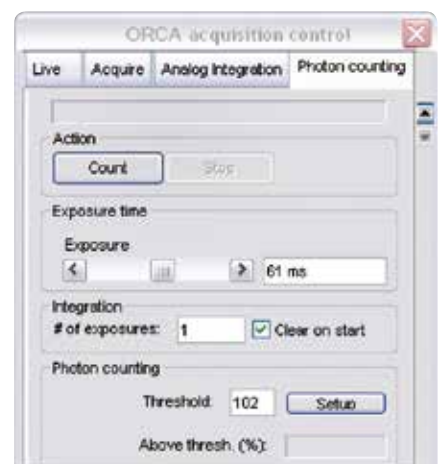 ORCA acquisition control
Live Acquire Analog Integration Photon counting
Action
Count Stop
Exposure time
Exposure
61 ms
Integration
# of exposures: 1 Clear on start
Photon counting
Threshold: 102 Setup
Above thresh. (%):